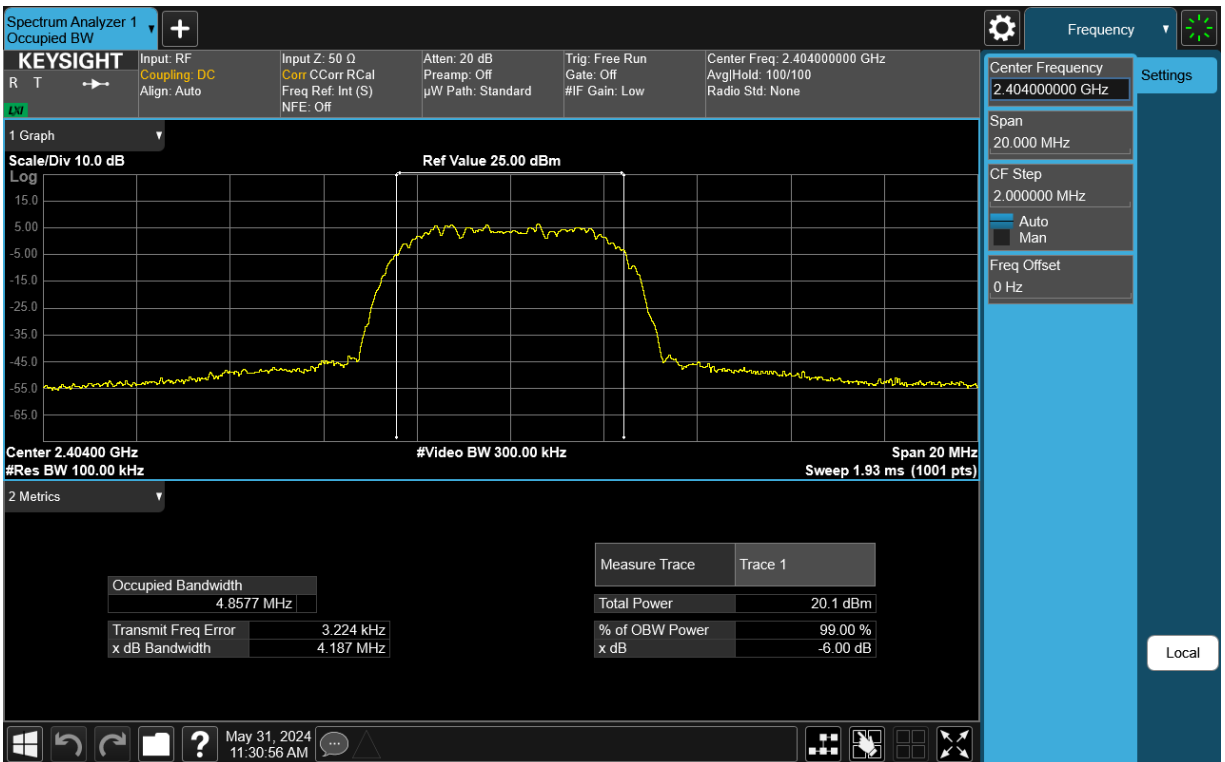 Spectrum Analyzer 1
Occupied BW
Frequency
KEYSIGHT
R T
LXI
Input: RF
Coupling: DC
Align: Auto
Input Z: 50 Ω
Corr CCorr RCal
Freq Ref: Int (S)
NFE: Off
Atten: 20 dB
Preamp: Off
µW Path: Standard
Trig: Free Run
Gate: Off
#IF Gain: Low
Center Freq: 2.404000000 GHz
Avg|Hold: 100/100
Radio Std: None
Center Frequency
2.404000000 GHz
Settings
Span
20.000 MHz
CF Step
2.000000 MHz
Auto
Man
Freq Offset
0 Hz
1 Graph
Scale/Div 10.0 dB
Ref Value 25.00 dBm
Log
15.0
5.00
-5.00
-15.0
-25.0
-35.0
-45.0
-55.0
-65.0
Center 2.40400 GHz
#Video BW 300.00 kHz
Span 20 MHz
#Res BW 100.00 kHz
Sweep 1.93 ms (1001 pts)
2 Metrics
Measure Trace Trace 1
Occupied Bandwidth
4.8577 MHz
Total Power 20.1 dBm
Transmit Freq Error 3.224 kHz
% of OBW Power 99.00 %
x dB Bandwidth 4.187 MHz
x dB -6.00 dB
Local
?
May 31, 2024
11:30:56 AM